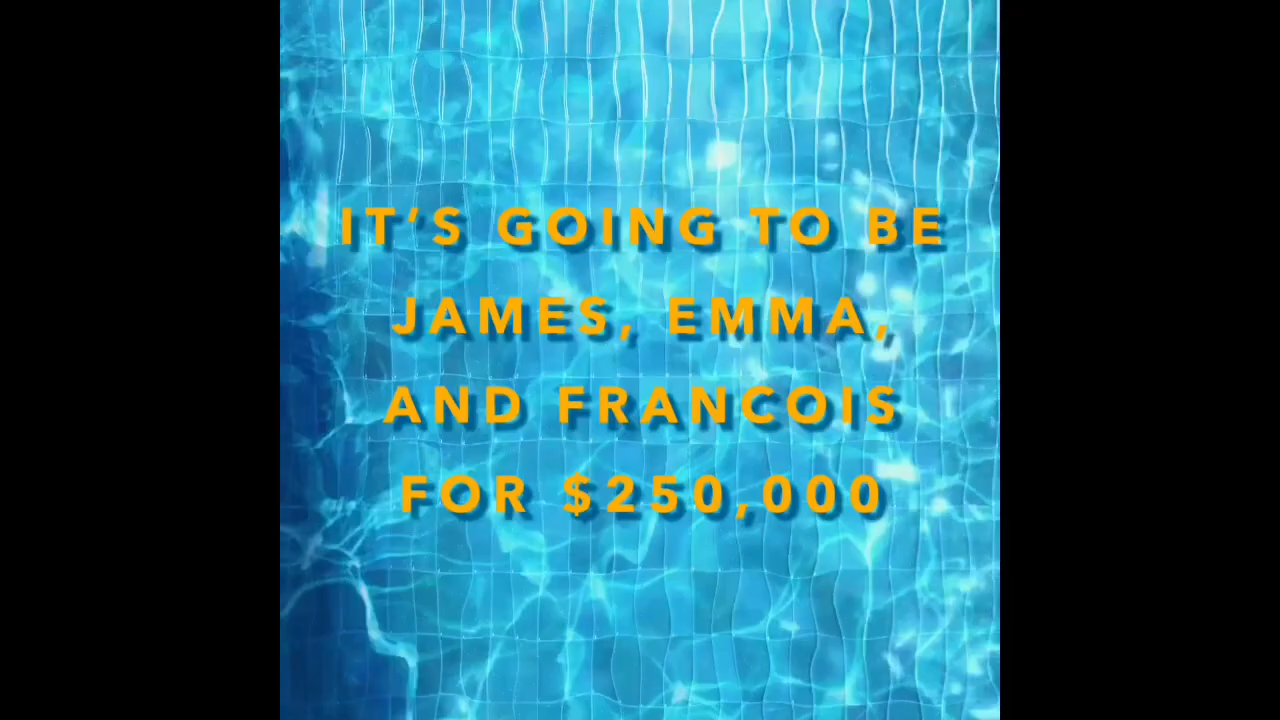 IT'S GOING TO BE
JAMES, EMMA,
AND FRANCOIS
FOR $250,000